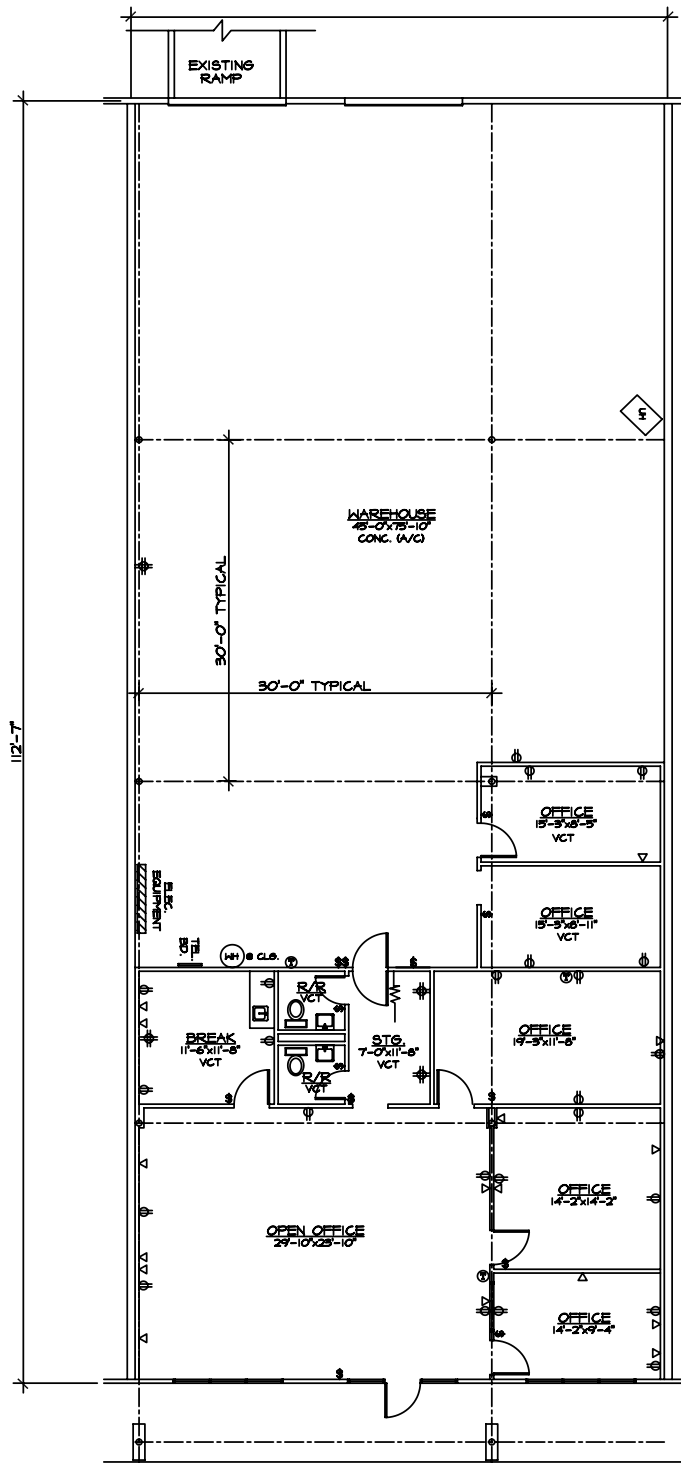 EXISTING
RAMP
UH
WAREHOUSE
45'-0"x75'-10"
CONC. (A/C)
30'-0" TYPICAL
30'-0" TYPICAL
112'-7"
OFFICE
15'-3"x8'-5"
VCT
OFFICE
15'-3"x8'-11"
VCT
ELEC.
EQUIPMENT
TEL.
BD.
WH @ CLG.
R/R
VCT
BREAK
11'-6"x11'-8"
VCT
STG.
7'-0"x11'-8"
VCT
OFFICE
19'-3"x11'-8"
R/R
VCT
OFFICE
14'-2"x14'-2"
OPEN OFFICE
29'-10"x23'-10"
OFFICE
14'-2"x9'-4"